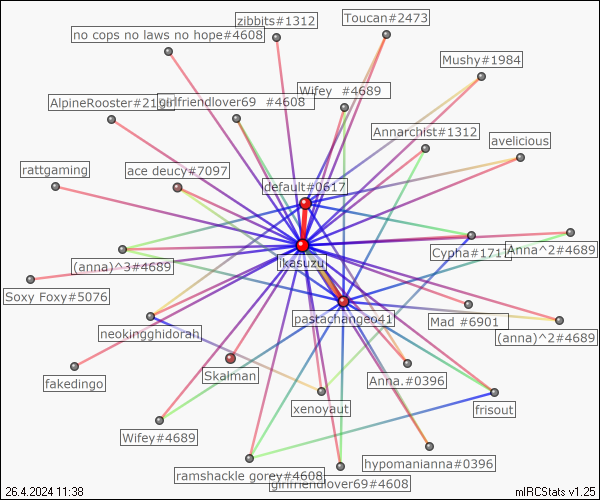 zibbits#1312
Toucan#2473
no cops no laws no hope#4608
Mushy#1984
Wifey #4689
AlpineRooster#21
girlfriendlover69 #4608
Annarchist#1312
avelicious
rattgaming
ace deucy#7097
default#0617
Cypha#171
Anna^2#4689
(anna)^3#4689
ikasuzu
Soxy Foxy#5076
pastachangeo41
Mad #6901
neokingghidorah
(anna)^2#4689
fakedingo
Skalman
Anna.#0396
xenoyaut
frisout
Wifey#4689
hypomanianna#0396
ramshackle gorey#4608
girlfriendlover69#4608
26.4.2024 11:38
mIRCStats v1.25